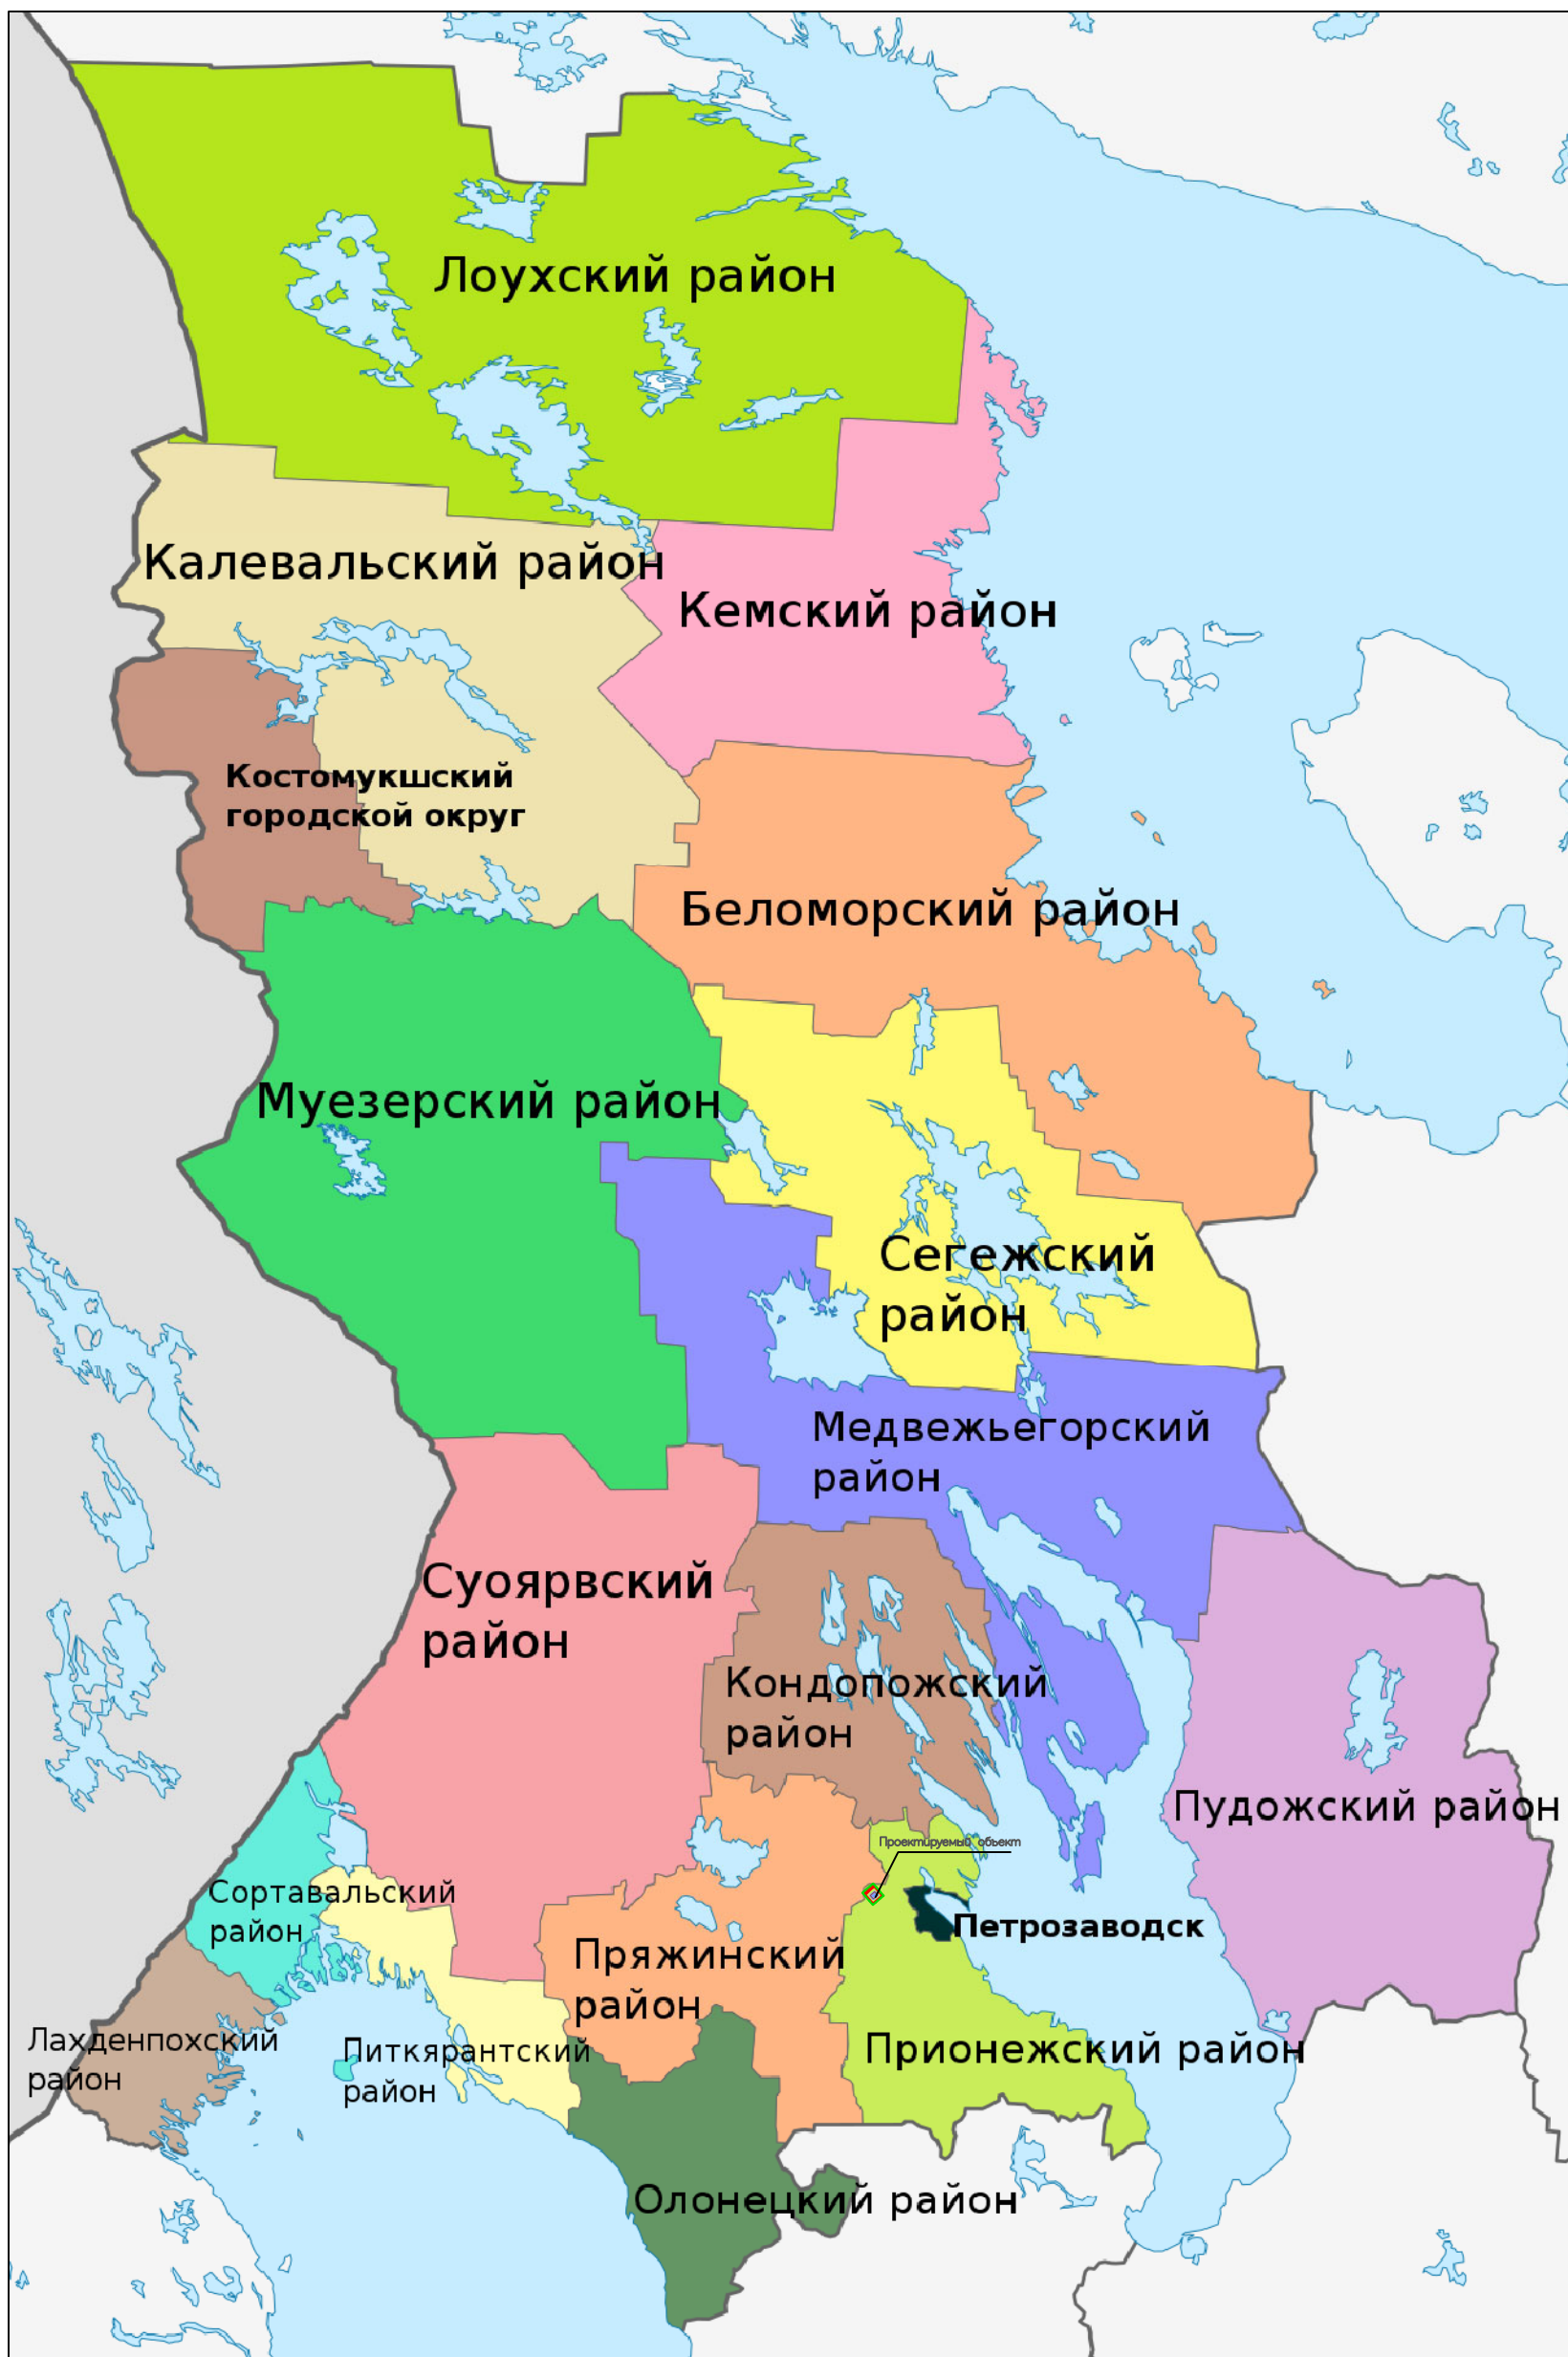 Лоухский район
Калевальский район
Кемский район
Костомукшский
городской округ
Беломорский район
Муезерский район
Сегежский
район
Медвежьегорский
район
Суоярвский
район
Кондопожский
район
Пудожский район
Проектируемый объект
Сортавальский
район
Петрозаводск
Пряжинский
район
Лахденпохский
район
Питкярантский
район
Прионежский район
Олонецкий район